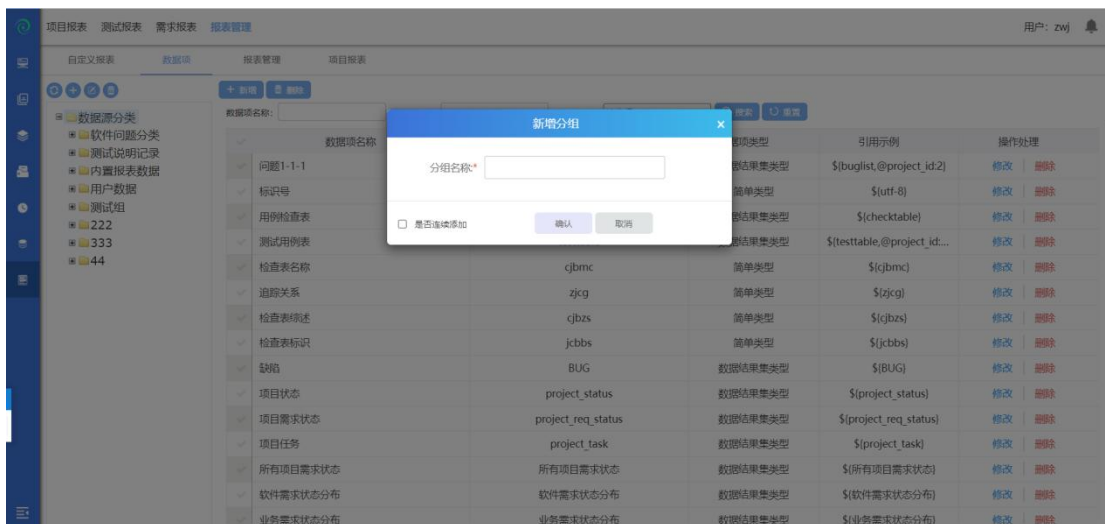 项目报表 测试报表 需求报表 报表管理 用户: zwj
自定义报表 数据项 报表管理 项目报表
+ 新增 删除
数据项名称: 搜索 重置
新增分组 ×
分组名称:*
是否连续添加 确认 取消
数据源分类
软件问题分类
测试说明记录
内置报表数据
用户数据
测试组
222
333
44
数据项名称 据项类型 引用示例 操作处理
问题1-1-1 据结果集类型 ${buglist,@project_id:2} 修改 删除
标识号 简单类型 ${utf-8} 修改 删除
用例检查表 据结果集类型 ${checktable} 修改 删除
测试用例表 数据结果集类型 ${testtable,@project_id:... 修改 删除
检查表名称 cjbmc 简单类型 ${cjbmc} 修改 删除
追踪关系 zjcg 简单类型 ${zjcg} 修改 删除
检查表综述 cjbzs 简单类型 ${cjbzs} 修改 删除
检查表标识 jcbbs 简单类型 ${jcbbs} 修改 删除
缺陷 BUG 数据结果集类型 ${BUG} 修改 删除
项目状态 project_status 数据结果集类型 ${project_status} 修改 删除
项目需求状态 project_req_status 数据结果集类型 ${project_req_status} 修改 删除
项目任务 project_task 数据结果集类型 ${project_task} 修改 删除
所有项目需求状态 所有项目需求状态 数据结果集类型 ${所有项目需求状态} 修改 删除
软件需求状态分布 软件需求状态分布 数据结果集类型 ${软件需求状态分布} 修改 删除
业务需求状态分布 业务需求状态分布 数据结果集类型 ${业务需求状态分布} 修改 删除